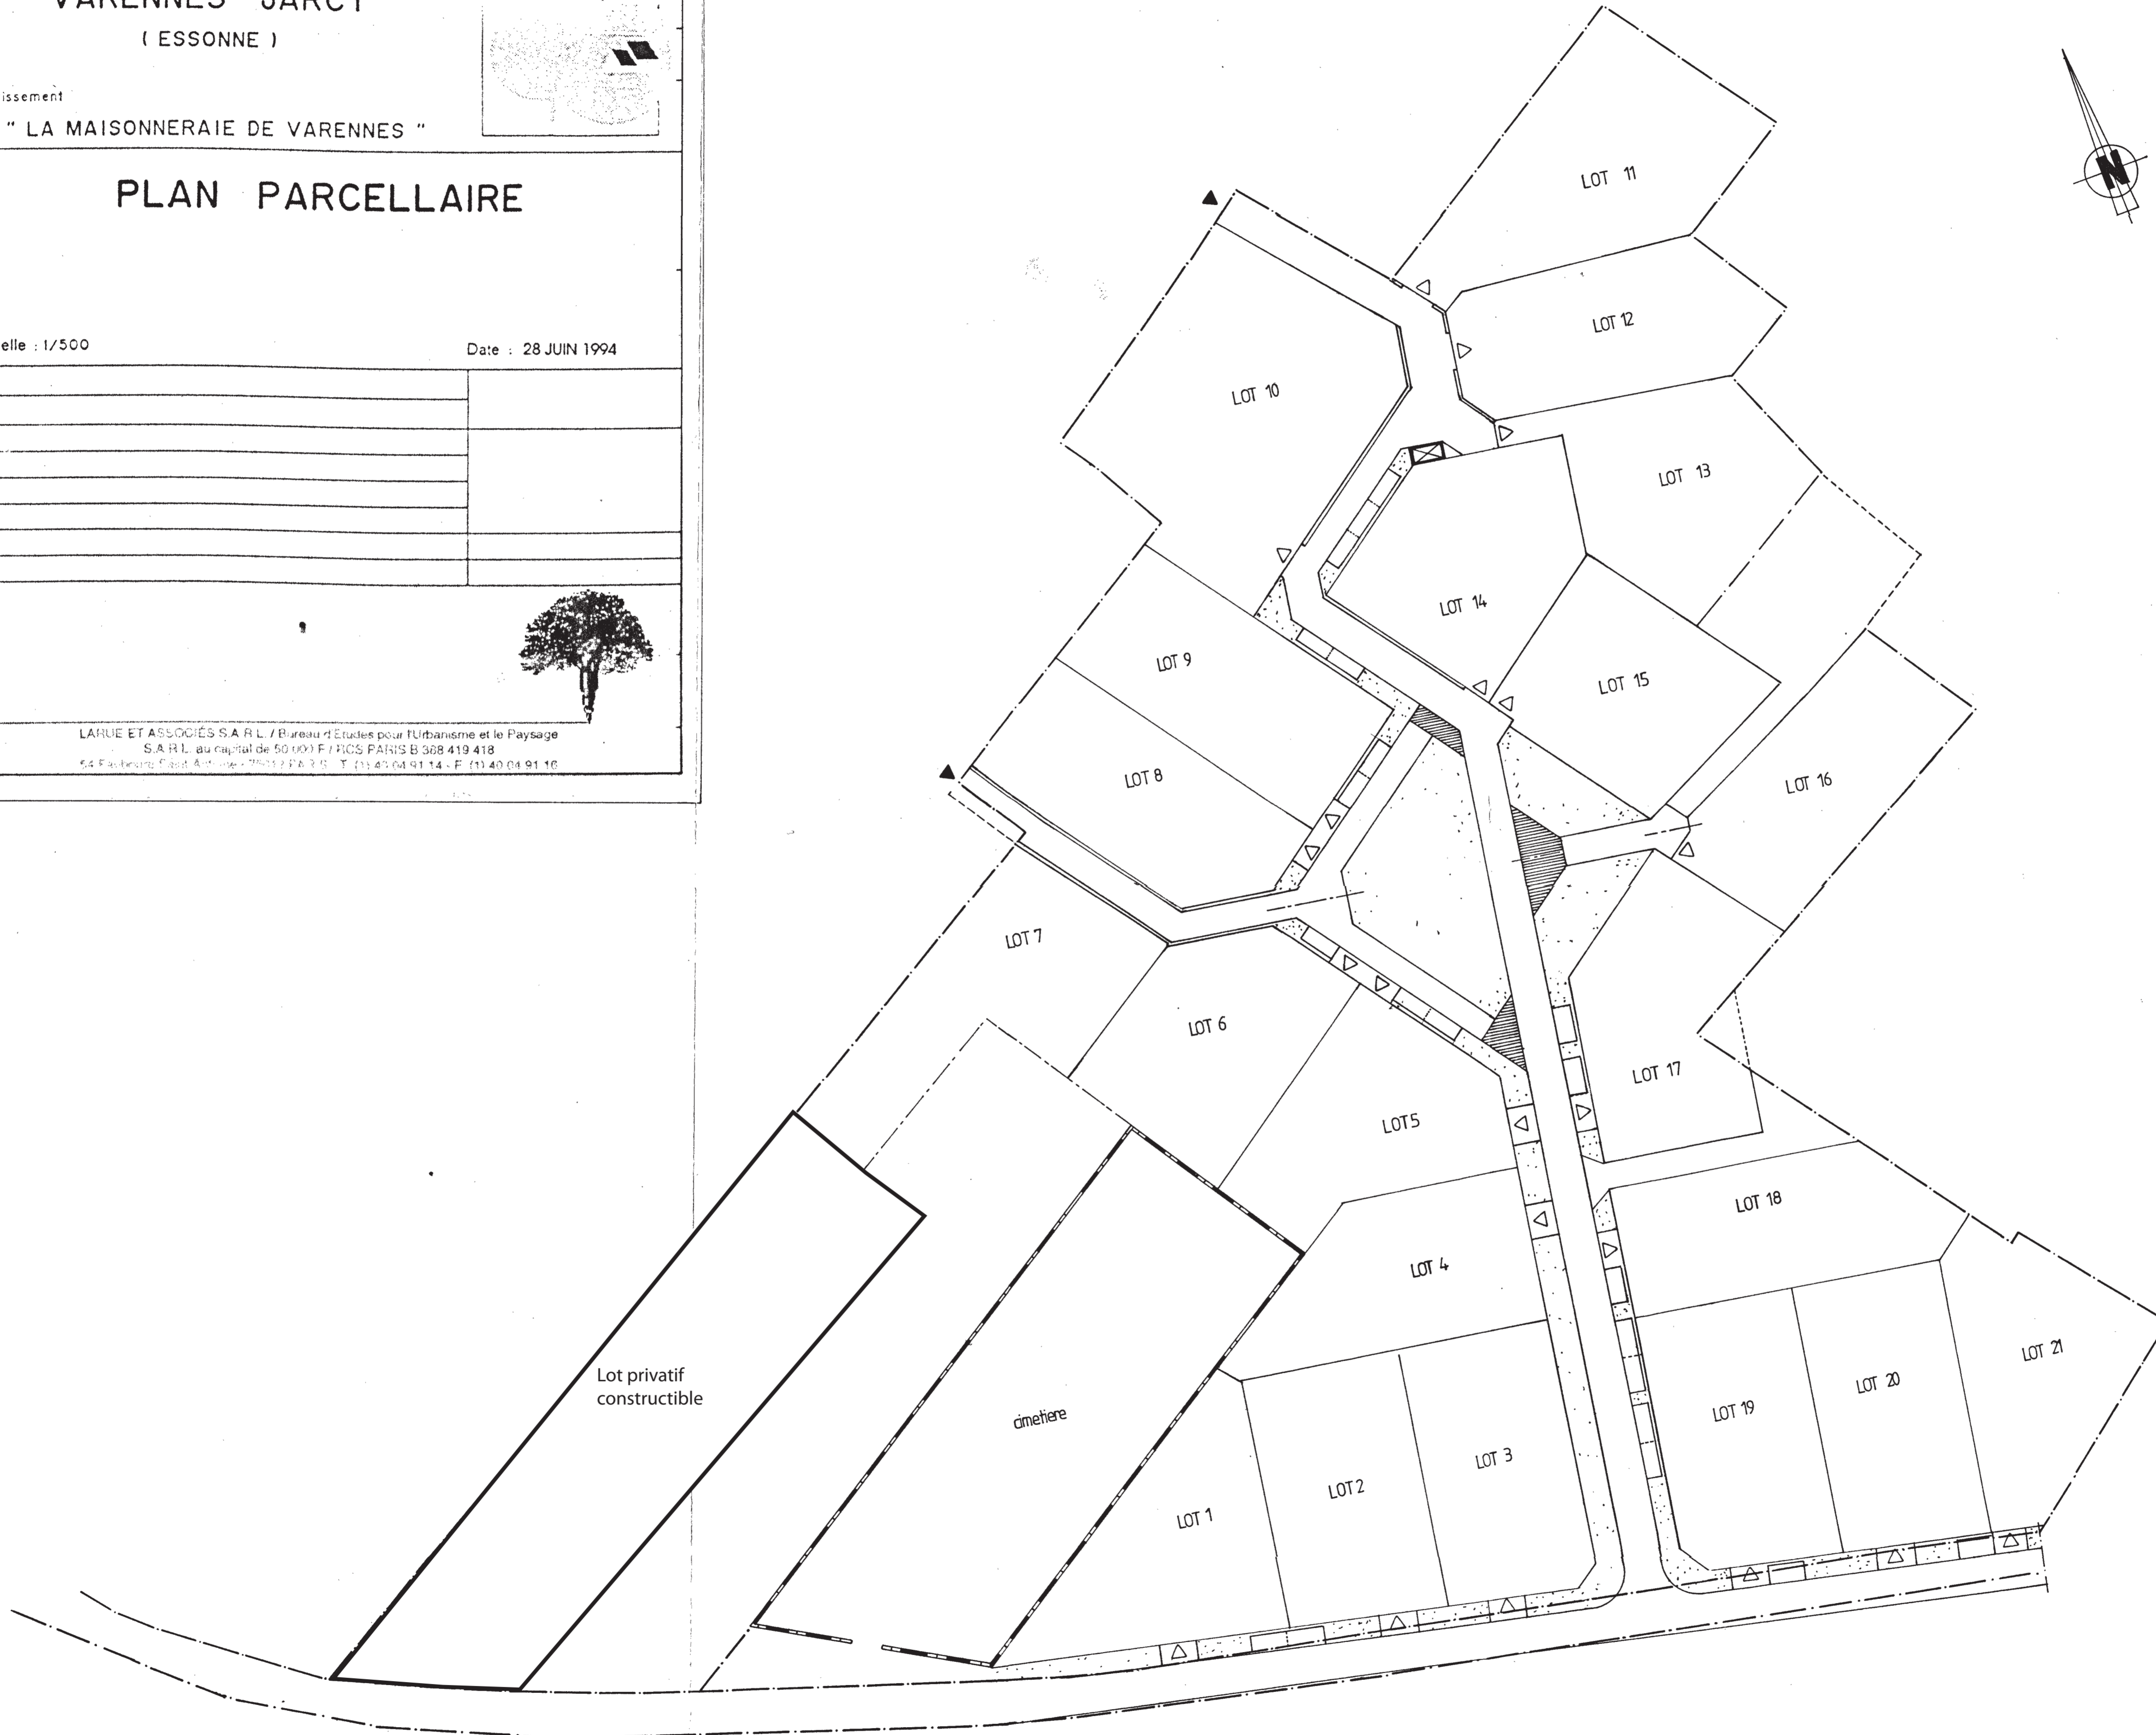 VARENNES JARCY
( ESSONNE )
issement
" LA MAISONNERAIE DE VARENNES "
PLAN PARCELLAIRE
elle : 1/500
Date : 28 JUIN 1994
LARUE ET ASSOCIÉS S.A.R.L. / Bureau d'Etudes pour l'Urbanisme et le Paysage
S.A.R.L. au capital de 50 000 F / RCS PARIS B 368 419 418
N
LOT 11
LOT 12
LOT 10
LOT 13
LOT 14
LOT 9
LOT 15
LOT 8
LOT 16
LOT 7
LOT 6
LOT 17
LOT 5
LOT 18
LOT 4
LOT 21
Lot privatif
constructible
LOT 20
LOT 19
cimetiere
LOT 3
LOT 2
LOT 1